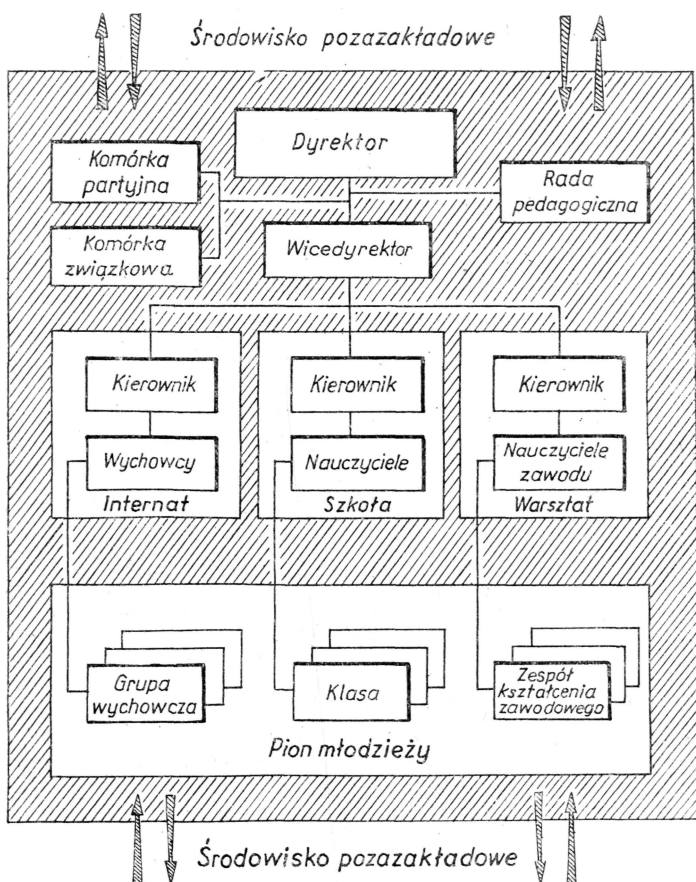 Środowisko pozazakładowe
Dyrektor
Komórka
partyjna
Rada
pedagogiczna
Komórka
związkowa
Wicedyrektor
Kierownik
Kierownik
Kierownik
Wychowcy
Nauczyciele
Nauczyciele
zawodu
Internat
Szkoła
Warsztat
Grupa
wychowcza
Klasa
Zespół
kształcenia
zawodowego
Pion młodzieży
Środowisko pozazakładowe